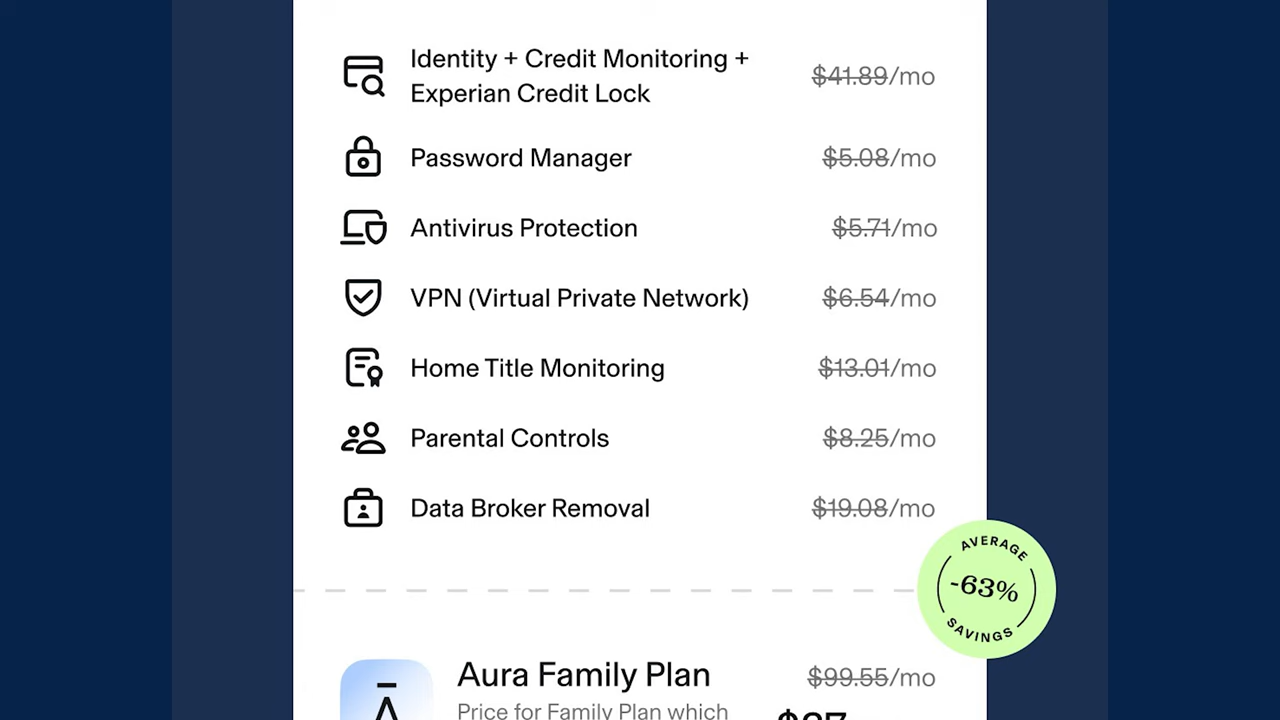 Identity + Credit Monitoring +
Experian Credit Lock
$41.89/mo
Password Manager
$5.08/mo
Antivirus Protection
$5.71/mo
VPN (Virtual Private Network)
$6.54/mo
Home Title Monitoring
$13.01/mo
Parental Controls
$8.25/mo
Data Broker Removal
$19.08/mo
AVERAGE
-63%
SAVINGS
Aura Family Plan
$99.55/mo
Price for Family Plan which